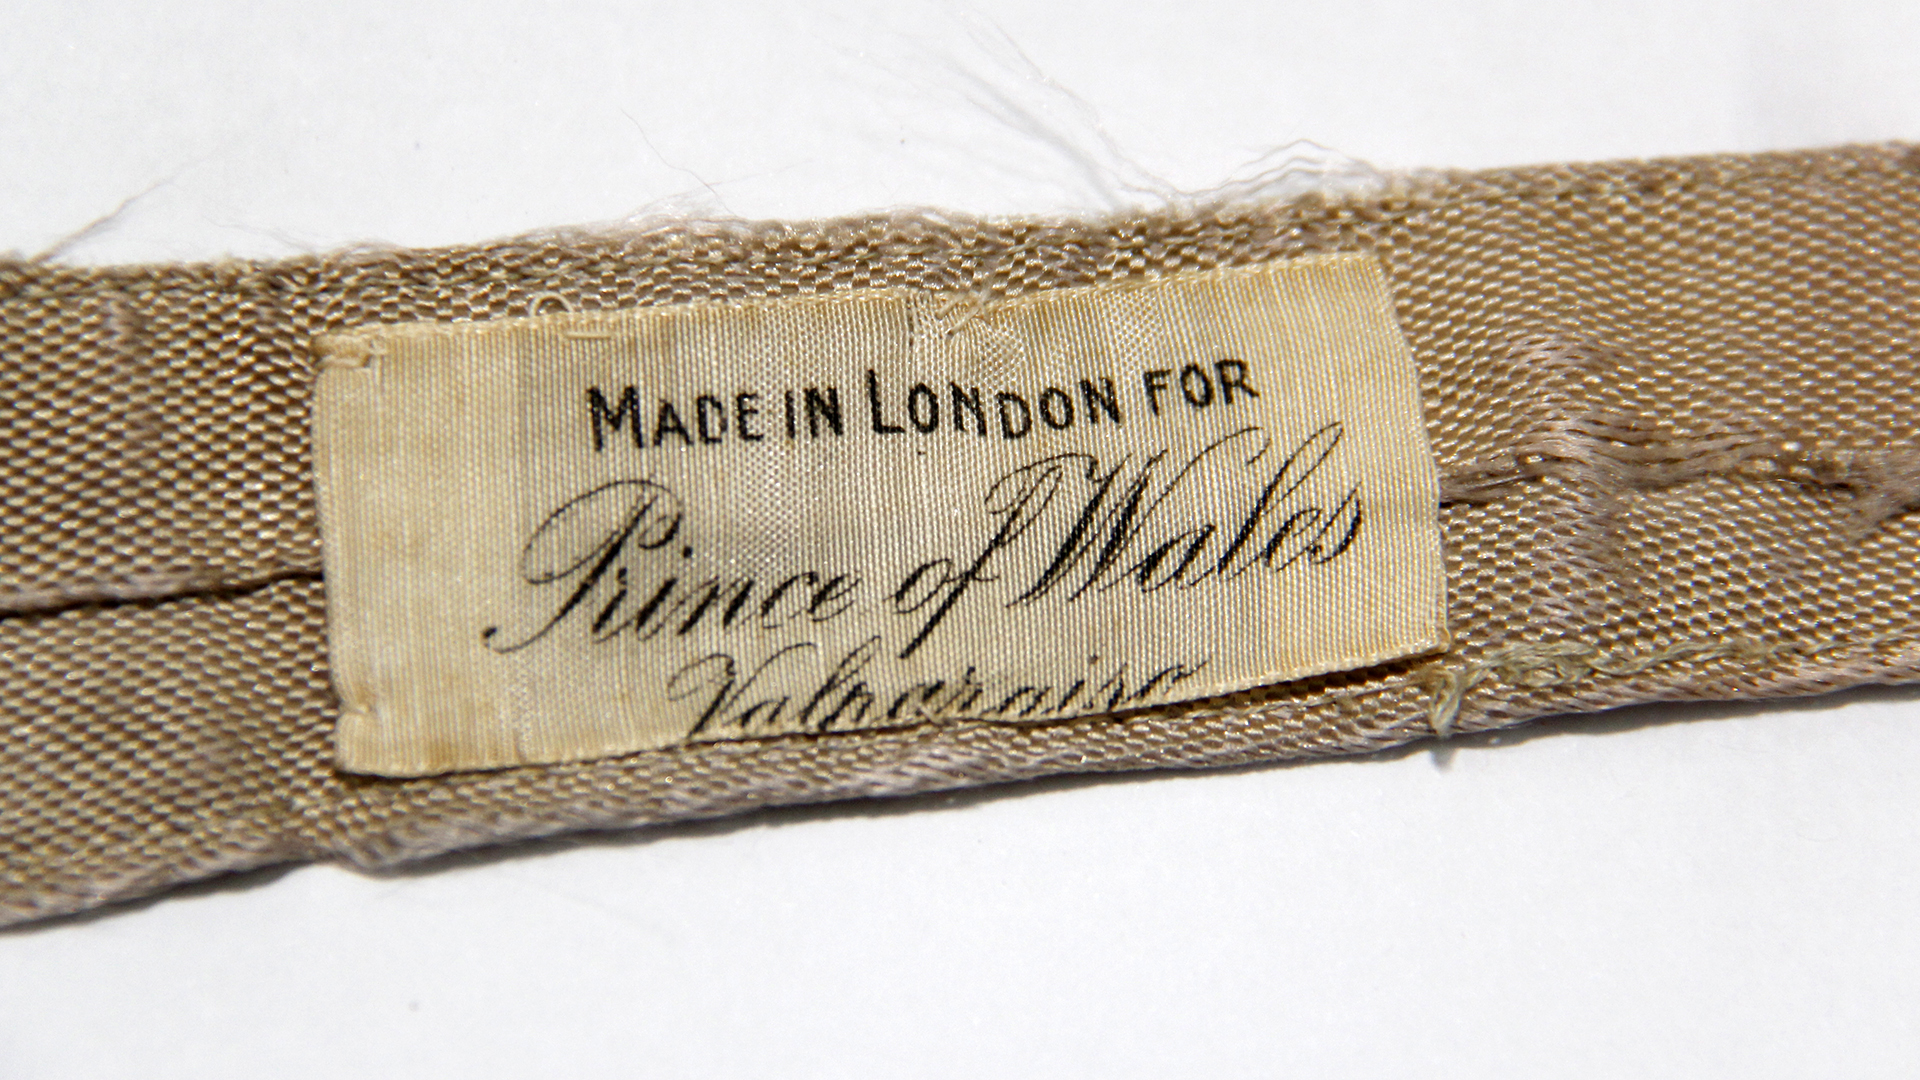 MADE IN LONDON FOR
Prince of Wales
Valparaiso